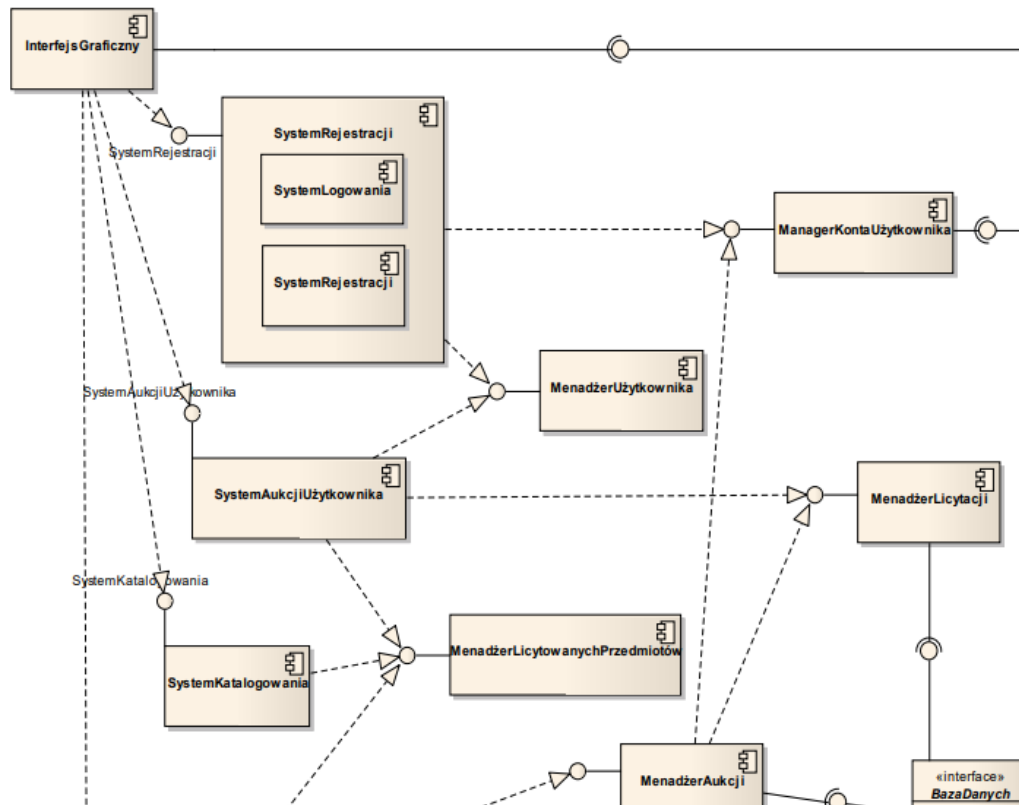 InterfejsGraficzny
SystemRejestracji
SystemRejestracji
SystemLogowania
SystemRejestracji
ManagerKontaUżytkownika
MenadżerUżytkownika
SystemAukcjiUżytkownika
SystemAukcjiUżytkownika
MenadżerLicytacji
SystemKatalogowania
SystemKatalogowania
MenadżerLicytowanychPrzedmiotów
MenadżerAukcji
«interface»
BazaDanych